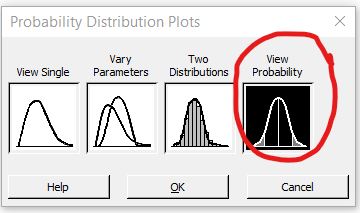 Probability Distribution Plots
View Single
Vary
Parameters
Two
Distributions
View
Probability
Help
OK
Cancel